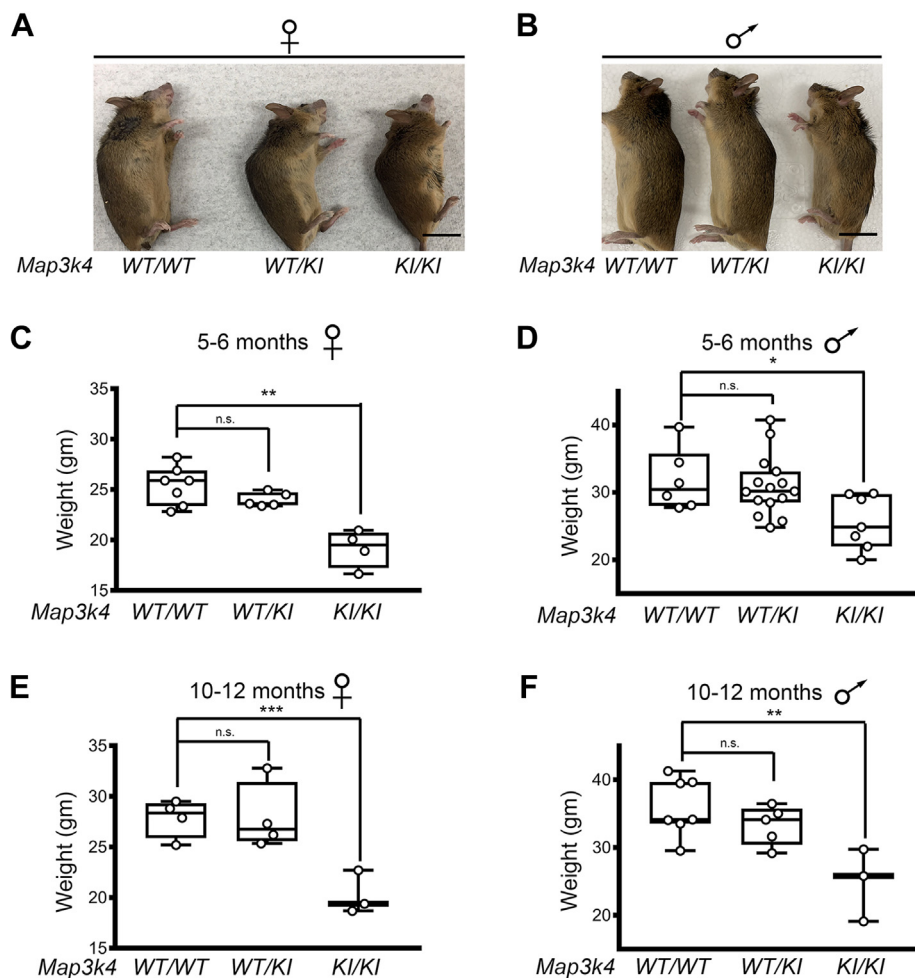 A
♀
Map3k4 WT/WT WT/KI KI/KI
B
♂
Map3k4 WT/WT WT/KI KI/KI
C
5-6 months ♀
**
n.s.
35
30
25
20
15
Weight (gm)
Map3k4 WT/WT WT/KI KI/KI
D
5-6 months ♂
*
n.s.
40
30
20
Weight (gm)
Map3k4 WT/WT WT/KI KI/KI
E
10-12 months ♀
***
n.s.
35
30
25
20
15
Weight (gm)
Map3k4 WT/WT WT/KI KI/KI
F
10-12 months ♂
**
n.s.
40
30
20
Weight (gm)
Map3k4 WT/WT WT/KI KI/KI